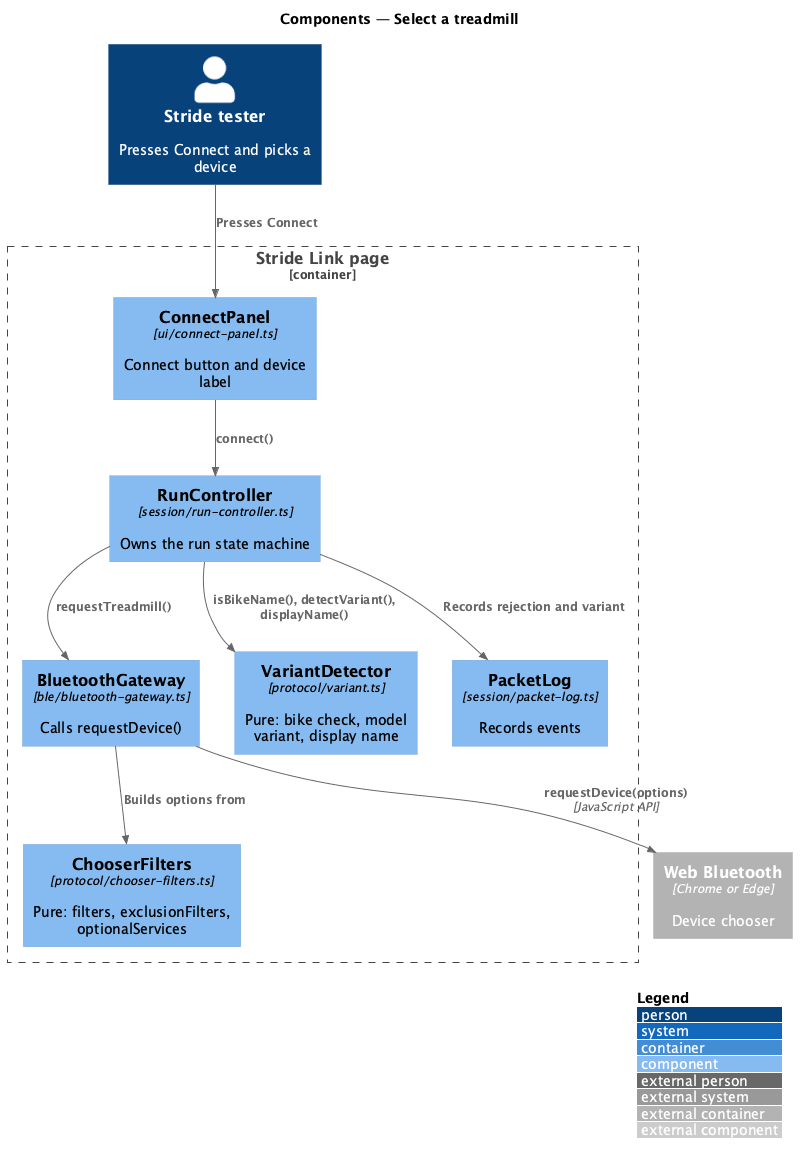 Components — Select a treadmill
Stride tester
Presses Connect and picks a
device
Presses Connect
Stride Link page
[container]
ConnectPanel
[ui/connect-panel.ts]
Connect button and device
label
connect()
RunController
[session/run-controller.ts]
Owns the run state machine
requestTreadmill()
isBikeName(), detectVariant(),
displayName()
Records rejection and variant
BluetoothGateway
[ble/bluetooth-gateway.ts]
Calls requestDevice()
VariantDetector
[protocol/variant.ts]
Pure: bike check, model
variant, display name
PacketLog
[session/packet-log.ts]
Records events
Builds options from
requestDevice(options)
[JavaScript API]
ChooserFilters
[protocol/chooser-filters.ts]
Pure: filters, exclusionFilters,
optionalServices
Web Bluetooth
[Chrome or Edge]
Device chooser
Legend
person
system
container
component
external person
external system
external container
external component